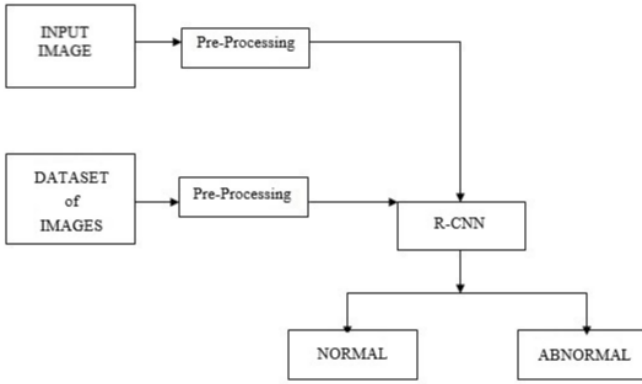 INPUT
IMAGE
Pre-Processing
DATASET
of
IMAGES
Pre-Processing
R-CNN
NORMAL
ABNORMAL